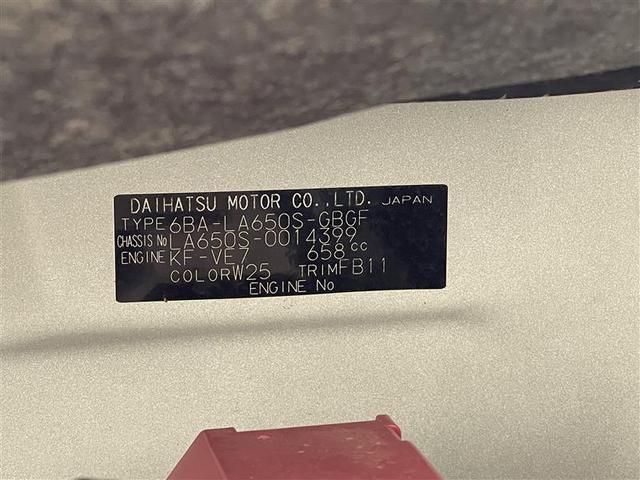 DAIHATSU MOTOR CO.,LTD. JAPAN
TYPE 6BA-LA650S-GBGF
CHASSIS No LA650S-0014399
ENGINE KF-VE7 658cc
COLOR W25 TRIM FB11
ENGINE No